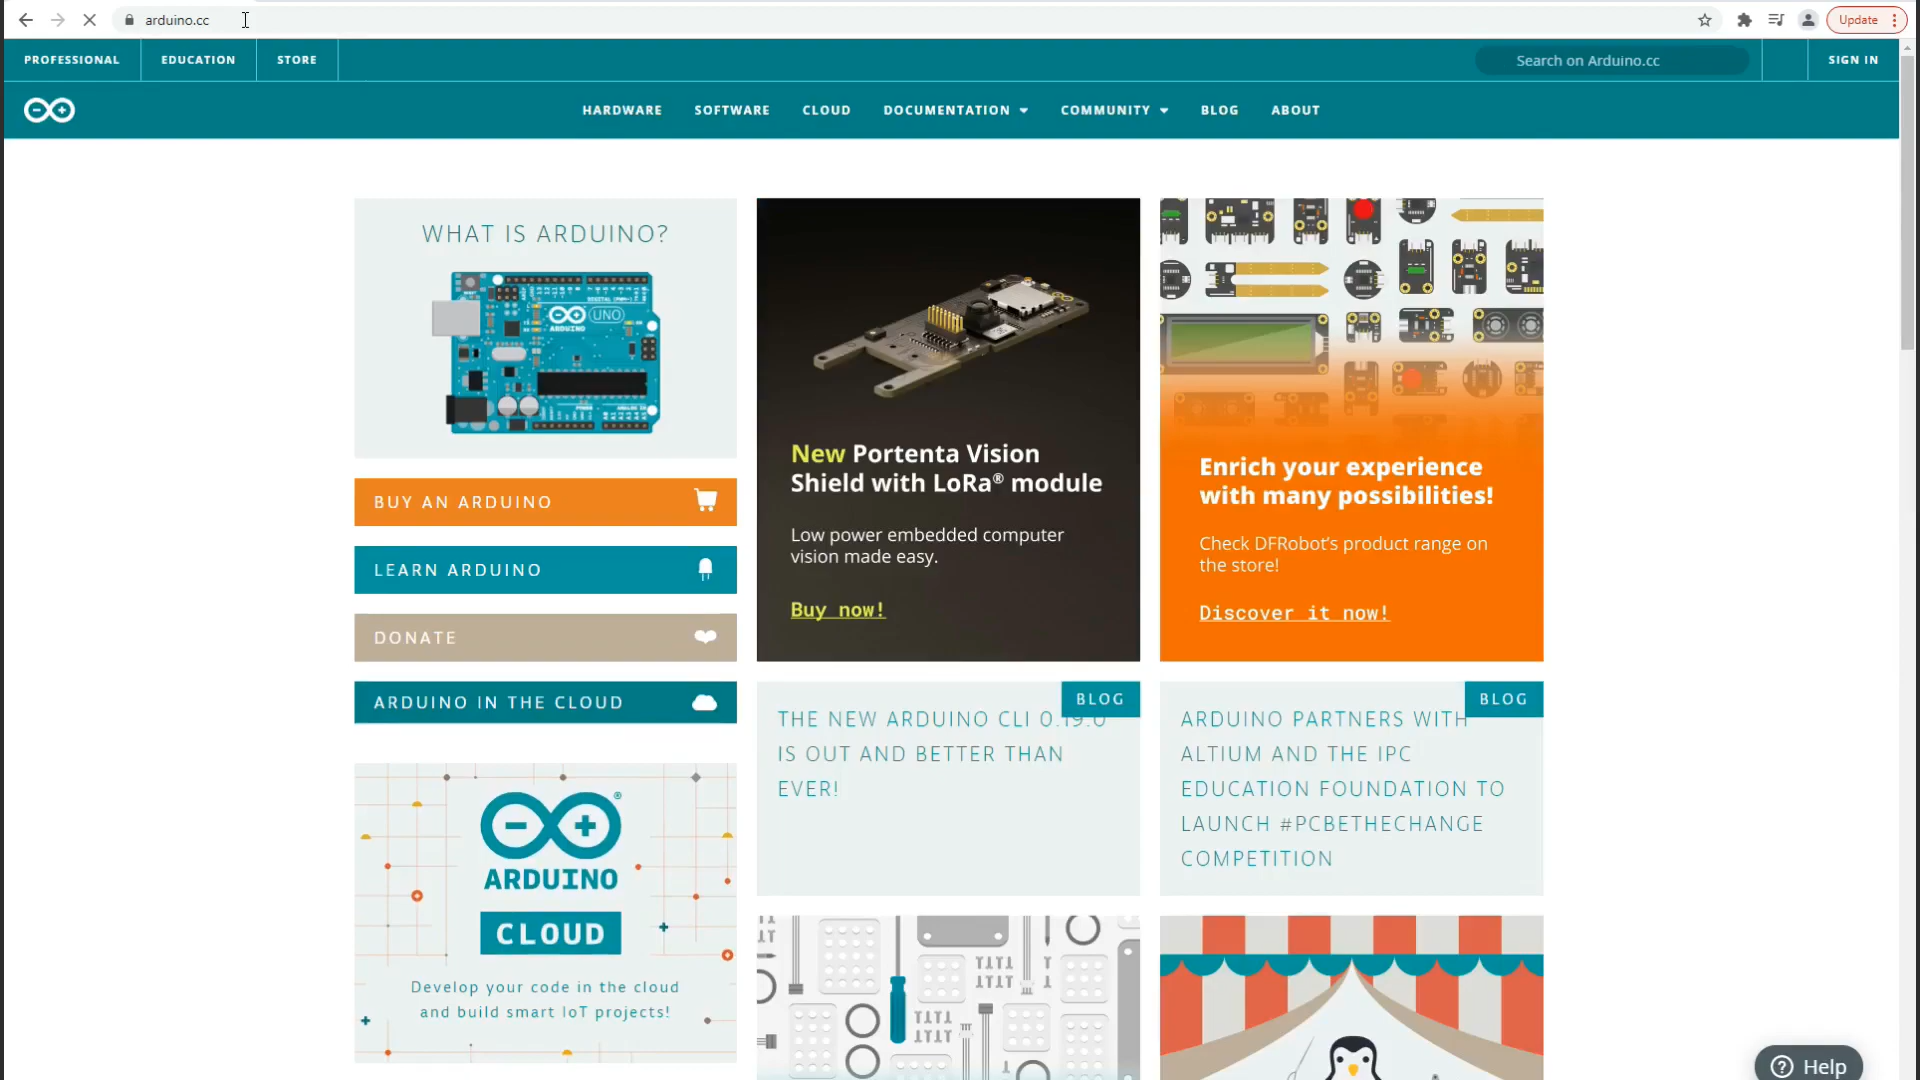 arduino.cc
Update
PROFESSIONAL
EDUCATION
STORE
Search on Arduino.cc
SIGN IN
HARDWARE
SOFTWARE
CLOUD
DOCUMENTATION
COMMUNITY
BLOG
ABOUT
WHAT IS ARDUINO?
UNO
ARDUINO
BUY AN ARDUINO
LEARN ARDUINO
DONATE
ARDUINO IN THE CLOUD
ARDUINO
CLOUD
Develop your code in the cloud
and build smart IoT projects!
New Portenta Vision
Shield with LoRa® module
Low power embedded computer
vision made easy.
Buy now!
Enrich your experience
with many possibilities!
Check DFRobot's product range on
the store!
Discover it now!
BLOG
THE NEW ARDUINO CLI 0.19.0
IS OUT AND BETTER THAN
EVER!
BLOG
ARDUINO PARTNERS WITH
ALTIUM AND THE IPC
EDUCATION FOUNDATION TO
LAUNCH #PCBETHECHANGE
COMPETITION
Help